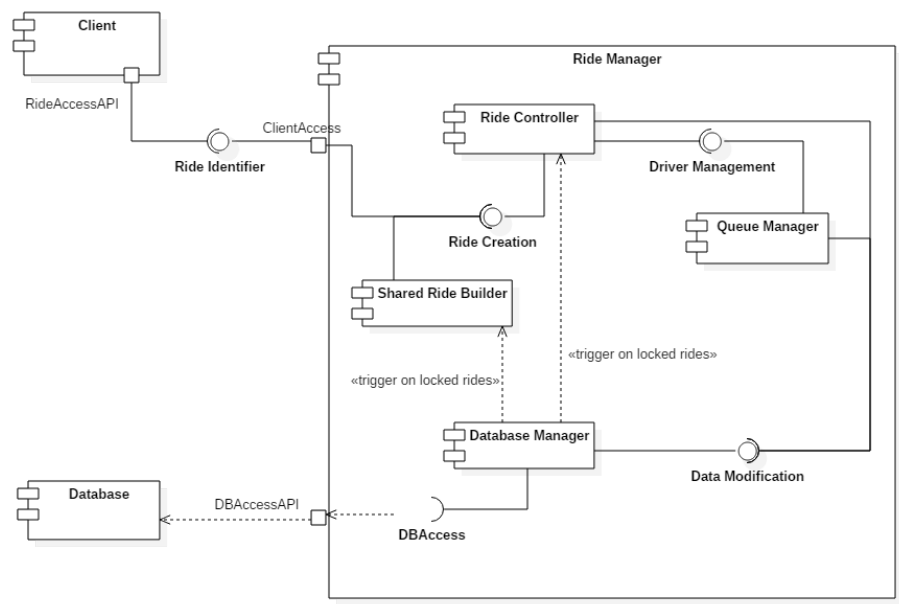 Client
Ride Manager
RideAccessAPI
Ride Controller
ClientAccess
Ride Identifier
Driver Management
Queue Manager
Ride Creation
Shared Ride Builder
«trigger on locked rides»
«trigger on locked rides»
Database Manager
Data Modification
Database
DBAccessAPI
DBAccess